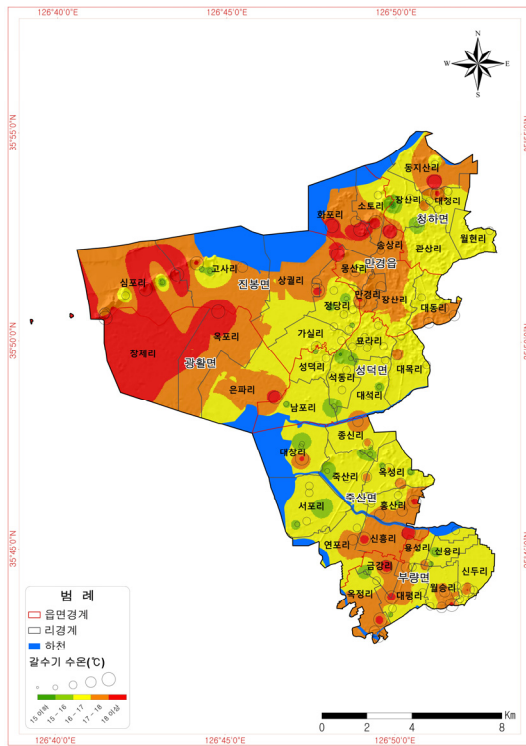 126°40'0"E 126°45'0"E 126°50'0"E
N
W E
S
35°55'0"N
동지산리
장산리
대청리
소토리
청하면
화포리
월현리
송상리
관산리
몽산리
만경읍
고사리
심포리
진봉면
상궐리
만경리
장산리
정당리
대동리
35°50'0"N
옥포리
가실리
묘라리
장제리
광활면
성덕리
성덕면
대목리
석동리
은파리
대석리
남포리
종신리
대창리
옥정리
죽산리
죽산면
홍산리
서포리
35°45'0"N
연포리
신흥리
용성리
신용리
금강리
신두리
부량면
옥정리
대평리
월승리
범 례
읍면경계
리경계
하천
갈수기 수온(℃)
15 이하 15 - 16 16 - 17 17 - 18 18 이상
Km
0 2 4 8
126°40'0"E 126°45'0"E 126°50'0"E